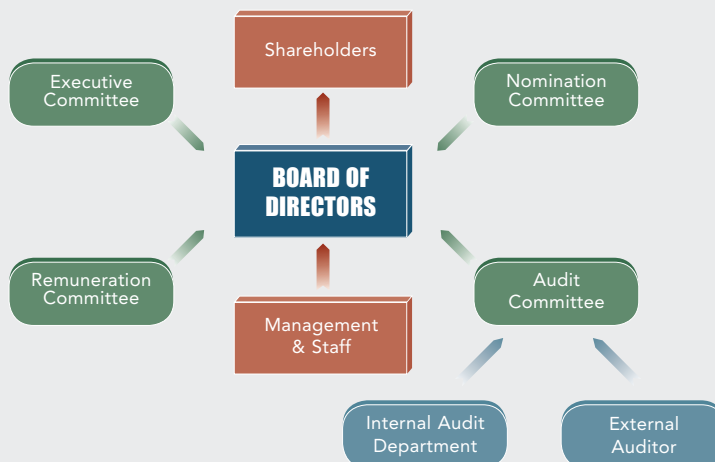 Shareholders
Executive
Committee
Nomination
Committee
BOARD OF
DIRECTORS
Remuneration
Committee
Audit
Committee
Management
& Staff
Internal Audit
Department
External
Auditor